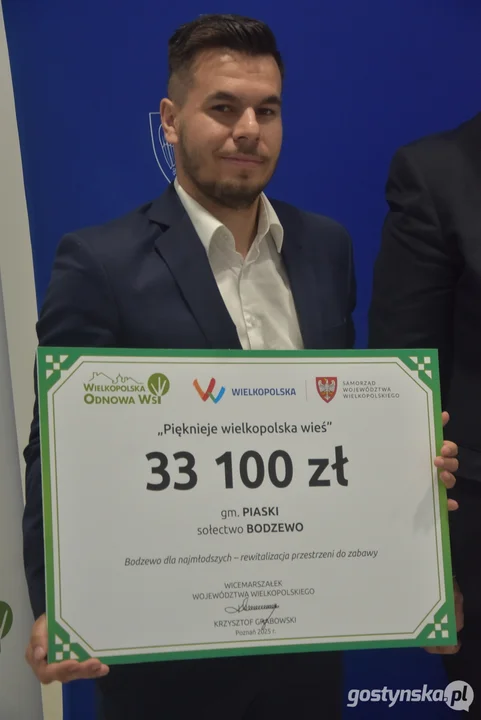 WIELKOPOLSKA
ODNOWA WSI
WIELKOPOLSKA
SAMORZĄD
WOJEWÓDZTWA
WIELKOPOLSKIEGO
„Pięknieje wielkopolska wieś”
33 100 zł
gm. PIASKI
sołectwo BODZEWO
Bodzewo dla najmłodszych – rewitalizacja przestrzeni do zabawy
WICEMARSZAŁEK
WOJEWÓDZTWA WIELKOPOLSKIEGO
KRZYSZTOF GRABOWSKI
Poznań 2025 r.
gostynska.pl